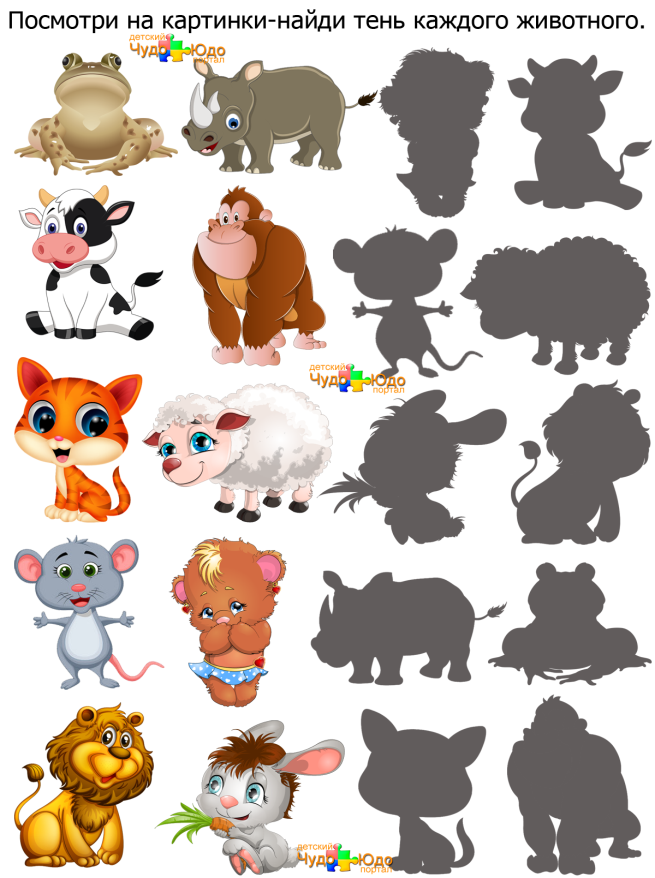 Посмотри на картинки-найди тень каждого животного.
детский
Чудо Юдо
портал
детский
Чудо Юдо
портал
детский
Чудо Юдо
портал